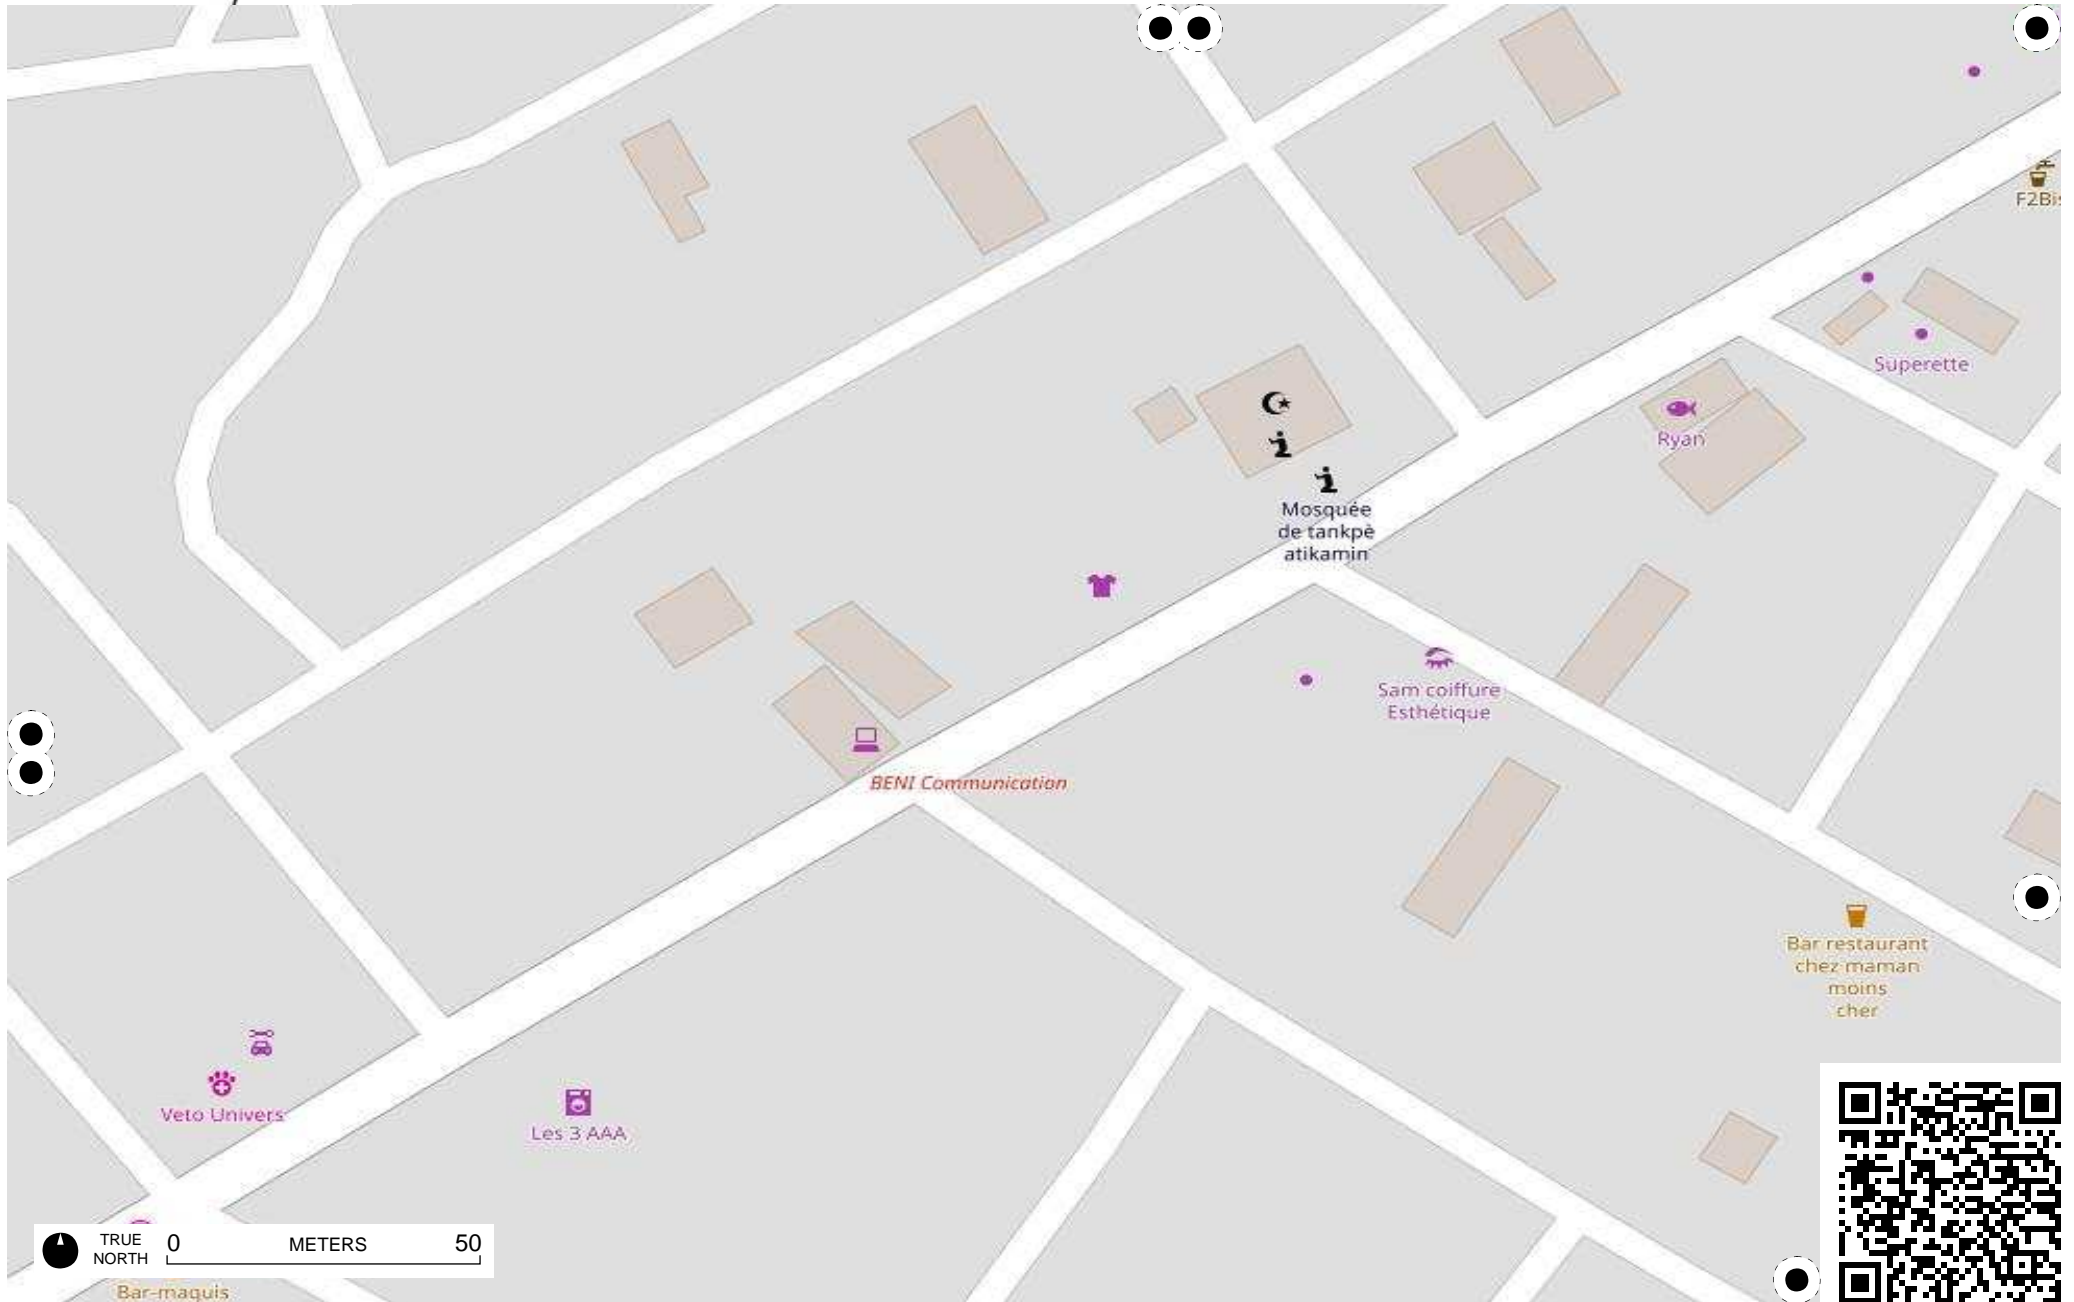 F2Bis
Superette
Ryan
Mosquée
de tankpè
atikamin
Sam coiffure
Esthétique
BENI Communication
Bar restaurant
chez maman
moins
cher
Veto Univers
Les 3 AAA
TRUE
NORTH
0 METERS 50
Bar-maquis